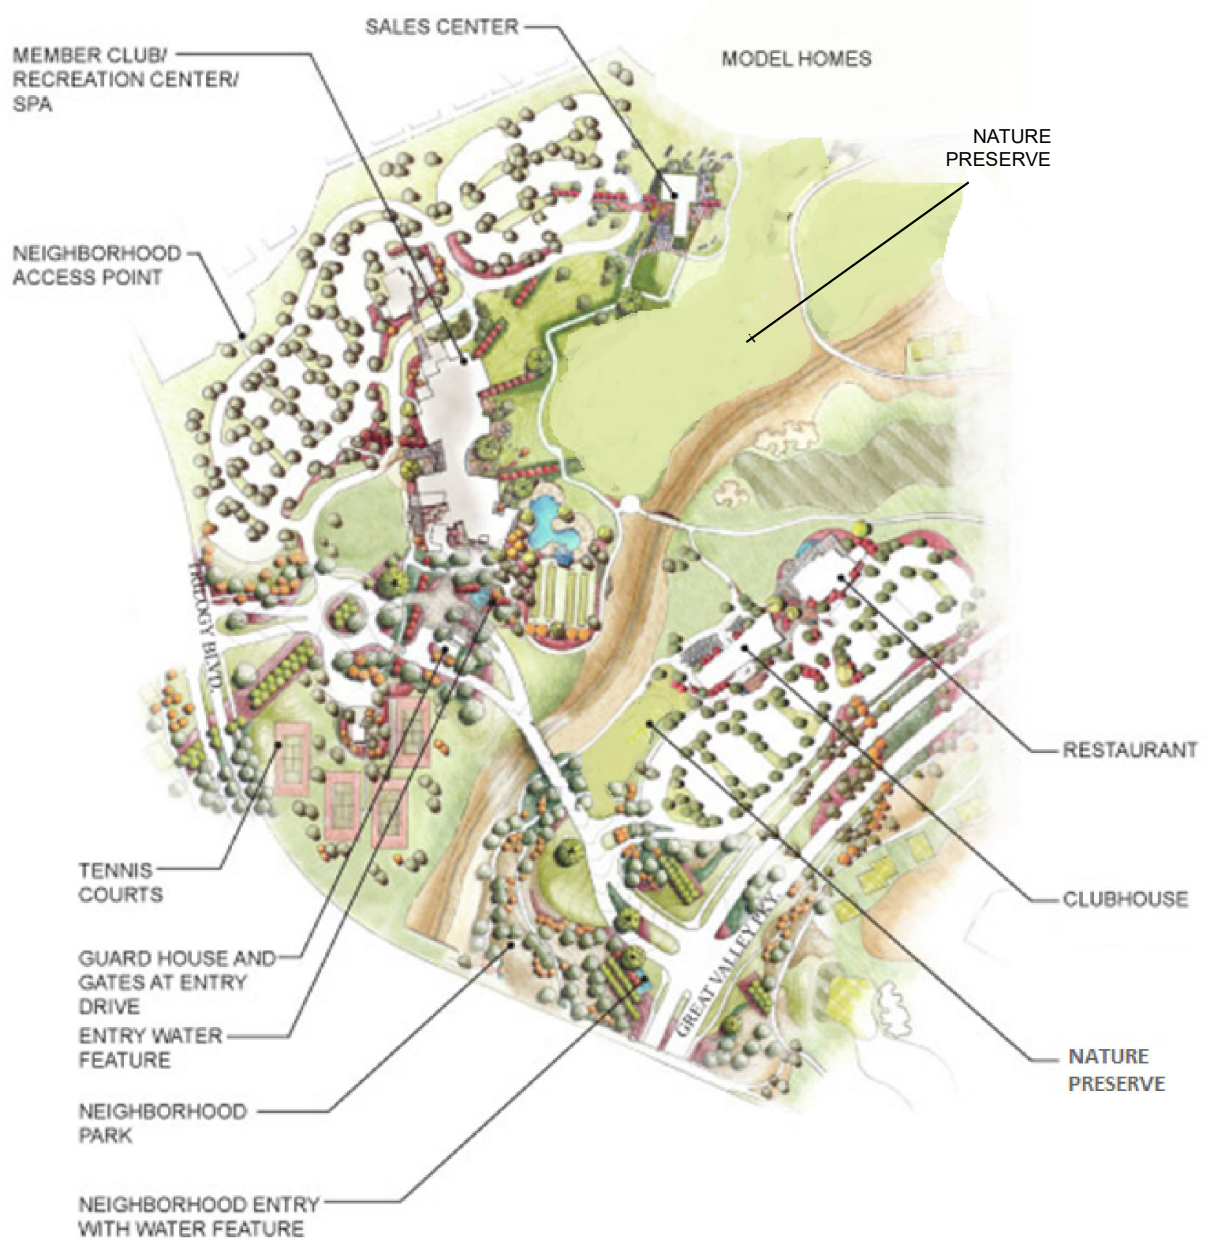 SALES CENTER
MEMBER CLUB/
RECREATION CENTER/
SPA
MODEL HOMES
NATURE
PRESERVE
NEIGHBORHOOD
ACCESS POINT
TRILOGY BLVD.
RESTAURANT
TENNIS
COURTS
CLUBHOUSE
GREAT VALLEY PKY.
GUARD HOUSE AND
GATES AT ENTRY
DRIVE
ENTRY WATER
FEATURE
NATURE
PRESERVE
NEIGHBORHOOD
PARK
NEIGHBORHOOD ENTRY
WITH WATER FEATURE